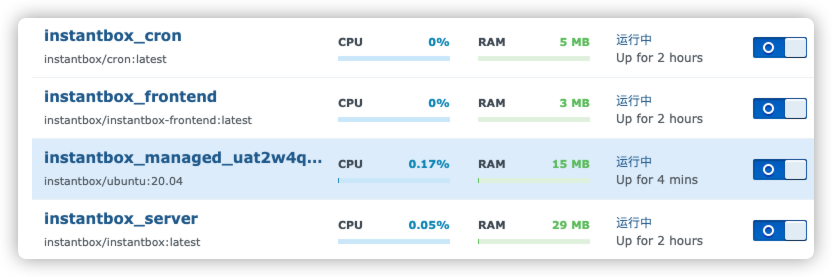 instantbox_cron CPU 0% RAM 5 MB 运行中
instantbox/cron:latest Up for 2 hours
instantbox_frontend CPU 0% RAM 3 MB 运行中
instantbox/instantbox-frontend:latest Up for 2 hours
instantbox_managed_uat2w4q... CPU 0.17% RAM 15 MB 运行中
instantbox/ubuntu:20.04 Up for 4 mins
instantbox_server CPU 0.05% RAM 29 MB 运行中
instantbox/instantbox:latest Up for 2 hours